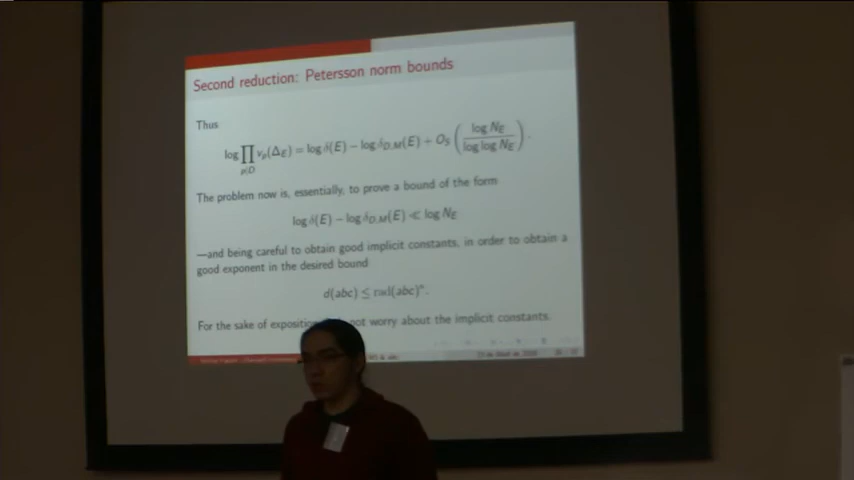 Second reduction: Petersson norm bounds
Thus
log ∏ v_p(Δ_E) = log δ(E) − log δ_{D,M}(E) + O_S ( log N_E / log log N_E ) .
p|D
The problem now is, essentially, to prove a bound of the form
log δ(E) − log δ_{D,M}(E) ≪ log N_E
—and being careful to obtain good implicit constants, in order to obtain a
good exponent in the desired bound
d(abc) ≤ rad(abc)^κ.
For the sake of exposition not worry about the implicit constants.